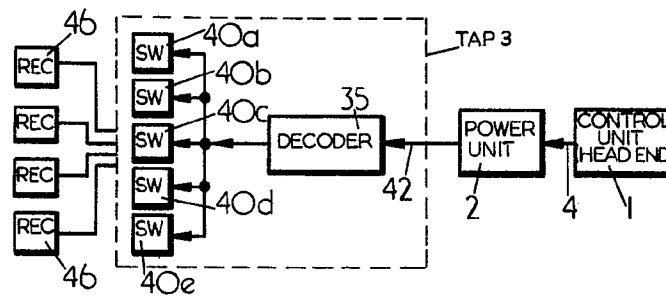 46
REC
REC
REC
REC
46
SW
SW
SW
SW
SW
40a
40b
40c
40d
40e
TAP 3
35
DECODER
42
POWER
UNIT
2
4
CONTROL
UNIT
(HEAD END
1